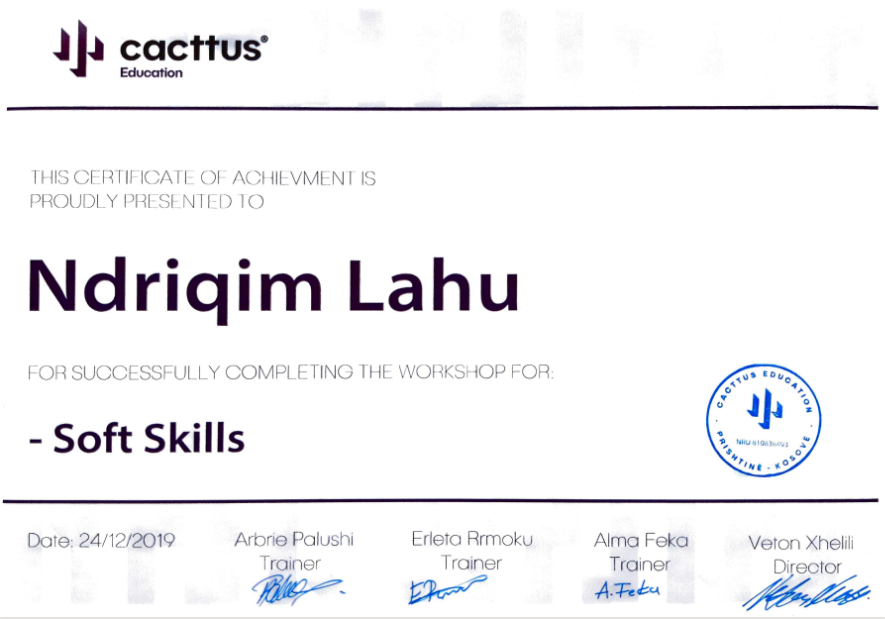 cacttus®
Education
THIS CERTIFICATE OF ACHIEVMENT IS
PROUDLY PRESENTED TO
Ndriqim Lahu
FOR SUCCESSFULLY COMPLETING THE WORKSHOP FOR:
- Soft Skills
CACTTUS EDUCATION
PRISHTINË - KOSOVË
Date: 24/12/2019
Arbrie Palushi
Trainer
Erleta Rrmoku
Trainer
Alma Feka
Trainer
A.Feka
Veton Xhelili
Director